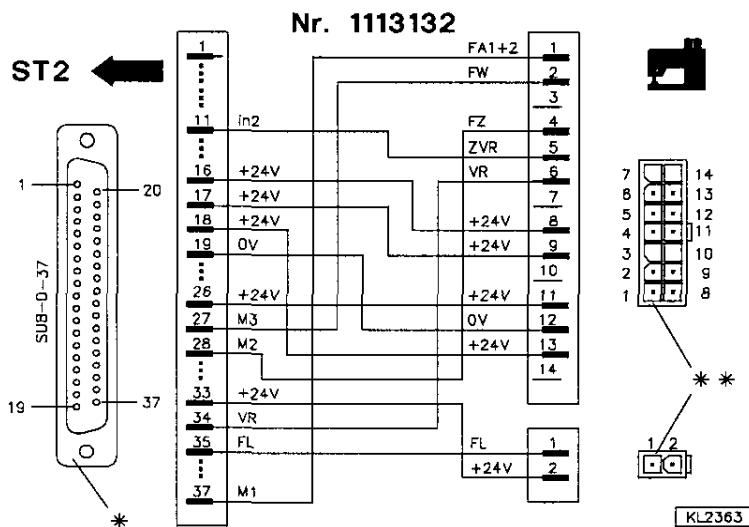 Nr. 1113132
ST2
1
11 in2
16 +24V
17 +24V
18 +24V
19 0V
26 +24V
27 M3
28 M2
33 +24V
34 VR
35 FL
37 M1
FA1+2 1
FW 2
3
FZ 4
ZVR 5
VR 6
7
+24V 8
+24V 9
10
+24V 11
0V 12
+24V 13
14
FL 1
+24V 2
1 20
SUB-D-37
19 37
*
7 14
6 13
5 12
4 11
3 10
2 9
1 8
* *
1 2
KL2363